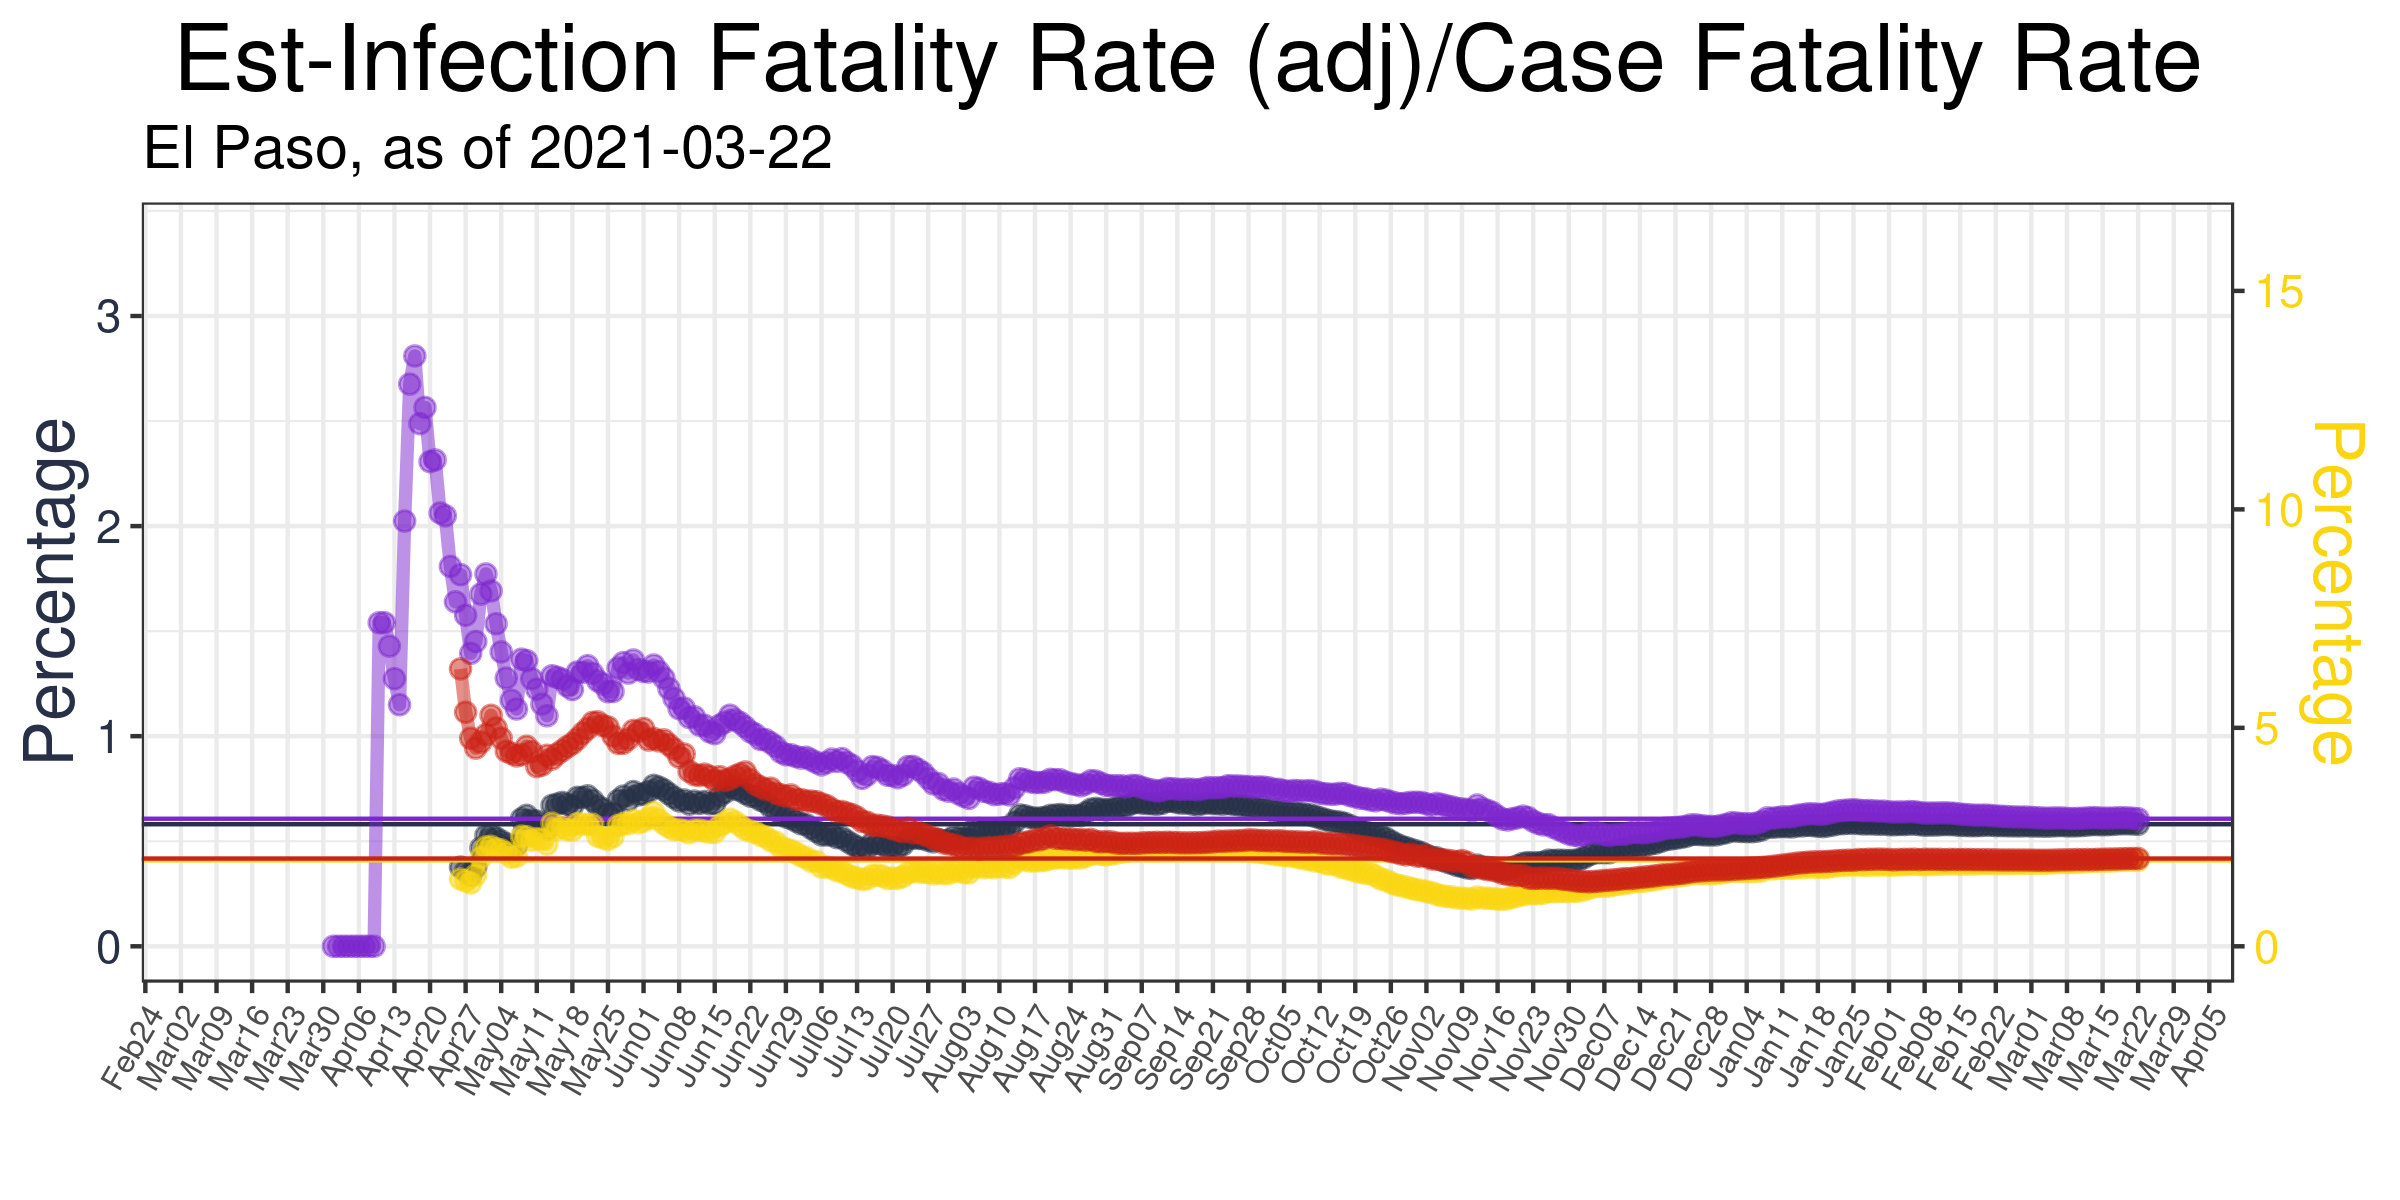 Est-Infection Fatality Rate (adj)/Case Fatality Rate
El Paso, as of 2021-03-22
Percentage
3
2
1
0
15
10
5
0
Percentage
Feb24
Mar02
Mar09
Mar16
Mar23
Mar30
Apr06
Apr13
Apr20
Apr27
May04
May11
May18
May25
Jun01
Jun08
Jun15
Jun22
Jun29
Jul06
Jul13
Jul20
Jul27
Aug03
Aug10
Aug17
Aug24
Aug31
Sep07
Sep14
Sep21
Sep28
Oct05
Oct12
Oct19
Oct26
Nov02
Nov09
Nov16
Nov23
Nov30
Dec07
Dec14
Dec21
Dec28
Jan04
Jan11
Jan18
Jan25
Feb01
Feb08
Feb15
Feb22
Mar01
Mar08
Mar15
Mar22
Mar29
Apr05